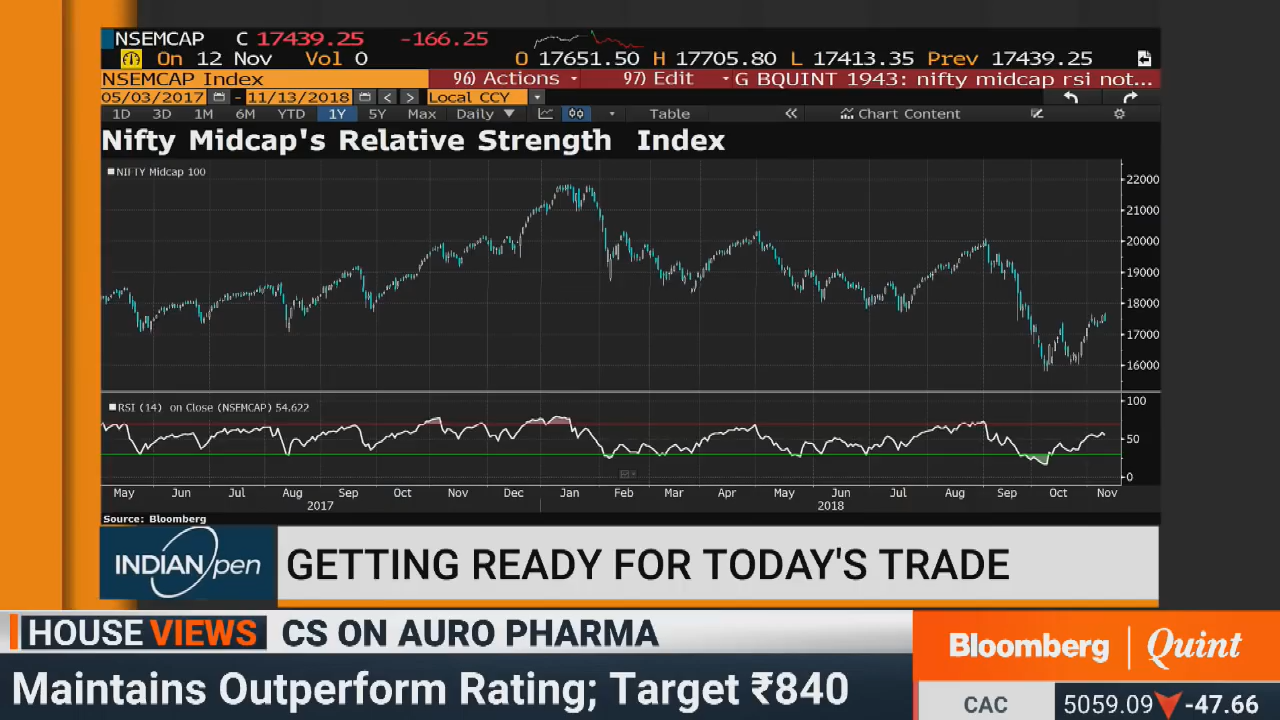 NSEMCAP C 17439.25 -166.25
On 12 Nov Vol 0 O 17651.50 H 17705.80 L 17413.35 Prev 17439.25
NSEMCAP Index 96) Actions 97) Edit G BQUINT 1943: nifty midcap rsi not...
05/03/2017 - 11/13/2018 < > Local CCY
1D 3D 1M 6M YTD 1Y 5Y Max Daily ▼ Table « Chart Content
Nifty Midcap's Relative Strength Index
NIFTY Midcap 100
22000
21000
20000
19000
18000
17000
16000
RSI (14) on Close (NSEMCAP) 54.622
100
50
0
May Jun Jul Aug Sep Oct Nov Dec Jan Feb Mar Apr May Jun Jul Aug Sep Oct Nov
2017 2018
Source: Bloomberg
INDIAN open GETTING READY FOR TODAY'S TRADE
HOUSE VIEWS CS ON AURO PHARMA
Maintains Outperform Rating; Target ₹840
Bloomberg | Quint
CAC 5059.09 ▼ -47.66